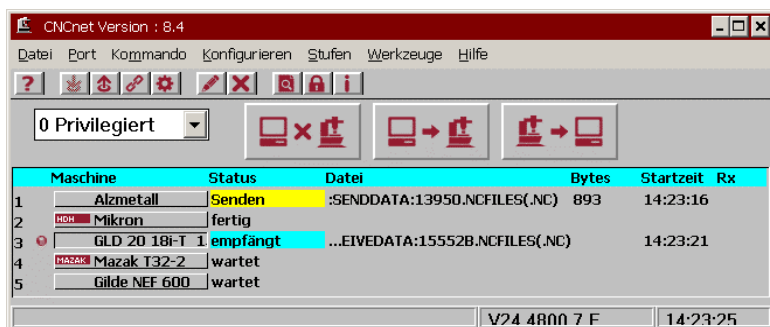 CNCnet Version : 8.4
Datei Port Kommando Konfigurieren Stufen Werkzeuge Hilfe
0 Privilegiert
Maschine Status Datei Bytes Startzeit Rx
1 Alzmetall Senden :SENDDATA:13950.NCFILES(.NC) 893 14:23:16
2 HDH Mikron fertig
3 GLD 20 18i-T 1 empfängt ...EIVEDATA:15552B.NCFILES(.NC) 14:23:21
4 MAZAK Mazak T32-2 wartet
5 Gilde NEF 600 wartet
V24 4800 7 E 14:23:25